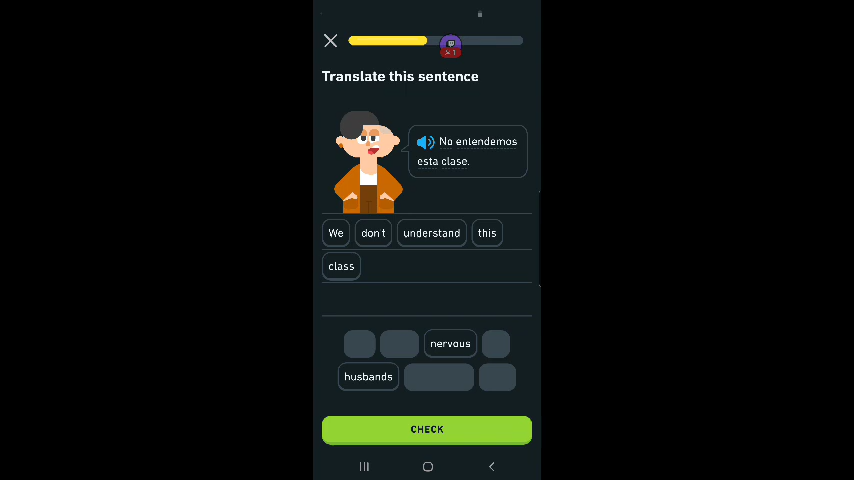 Translate this sentence
No entendemos
esta clase.
We don't understand this
class
nervous
husbands
CHECK